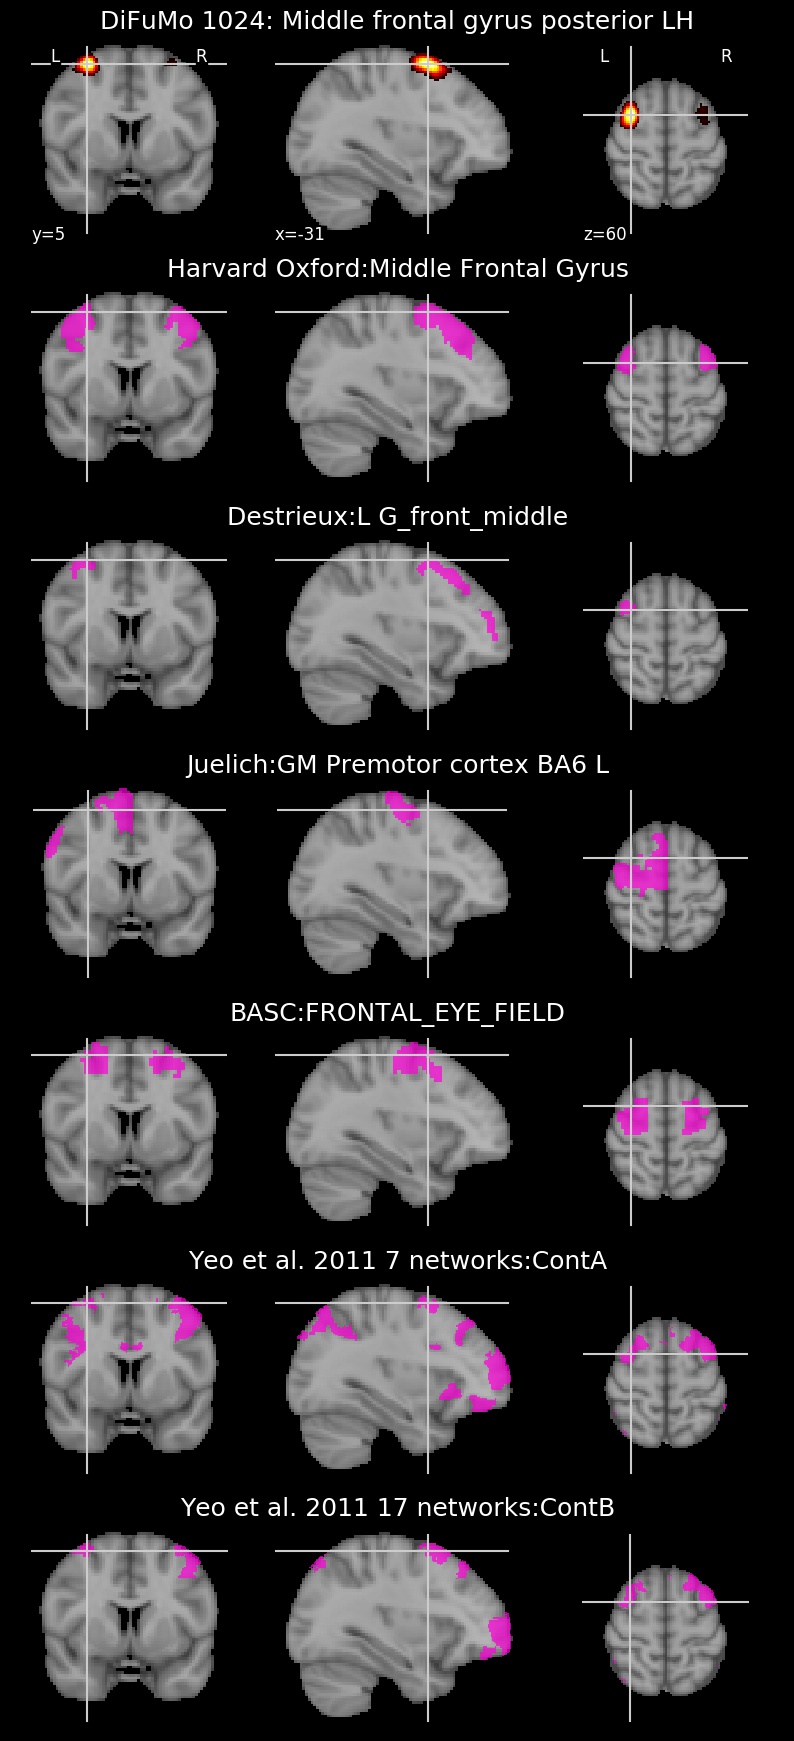 DiFuMo 1024: Middle frontal gyrus posterior LH
L R L R
y=5 x=-31 z=60
Harvard Oxford:Middle Frontal Gyrus
Destrieux:L G_front_middle
Juelich:GM Premotor cortex BA6 L
BASC:FRONTAL_EYE_FIELD
Yeo et al. 2011 7 networks:ContA
Yeo et al. 2011 17 networks:ContB